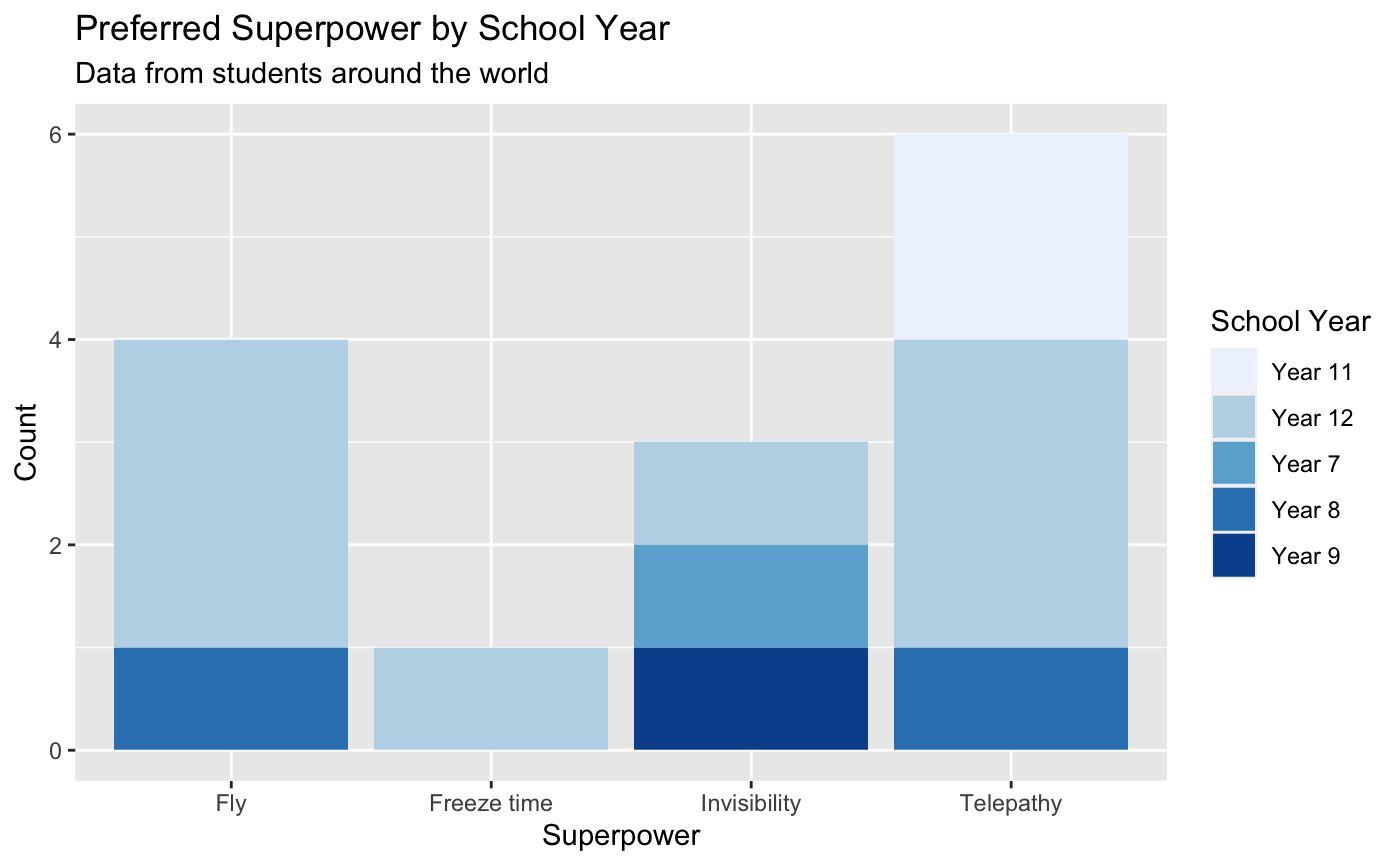 Preferred Superpower by School Year
Data from students around the world
6
4
2
0
Count
Fly
Freeze time
Invisibility
Telepathy
Superpower
School Year
Year 11
Year 12
Year 7
Year 8
Year 9